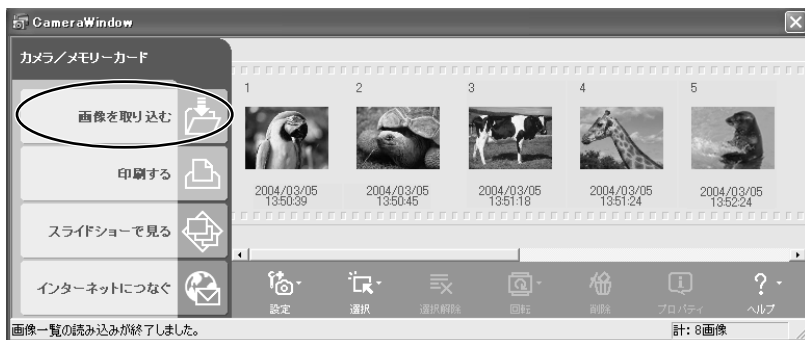 CameraWindow
カメラ／メモリーカード
画像を取り込む
印刷する
スライドショーで見る
インターネットにつなぐ
1 2 3 4 5
2004/03/05 2004/03/05 2004/03/05 2004/03/05 2004/03/05
13:50:39 13:50:45 13:51:18 13:51:24 13:52:24
設定 選択 選択解除 回転 削除 プロパティ ヘルプ
画像一覧の読み込みが終了しました。 計: 8画像